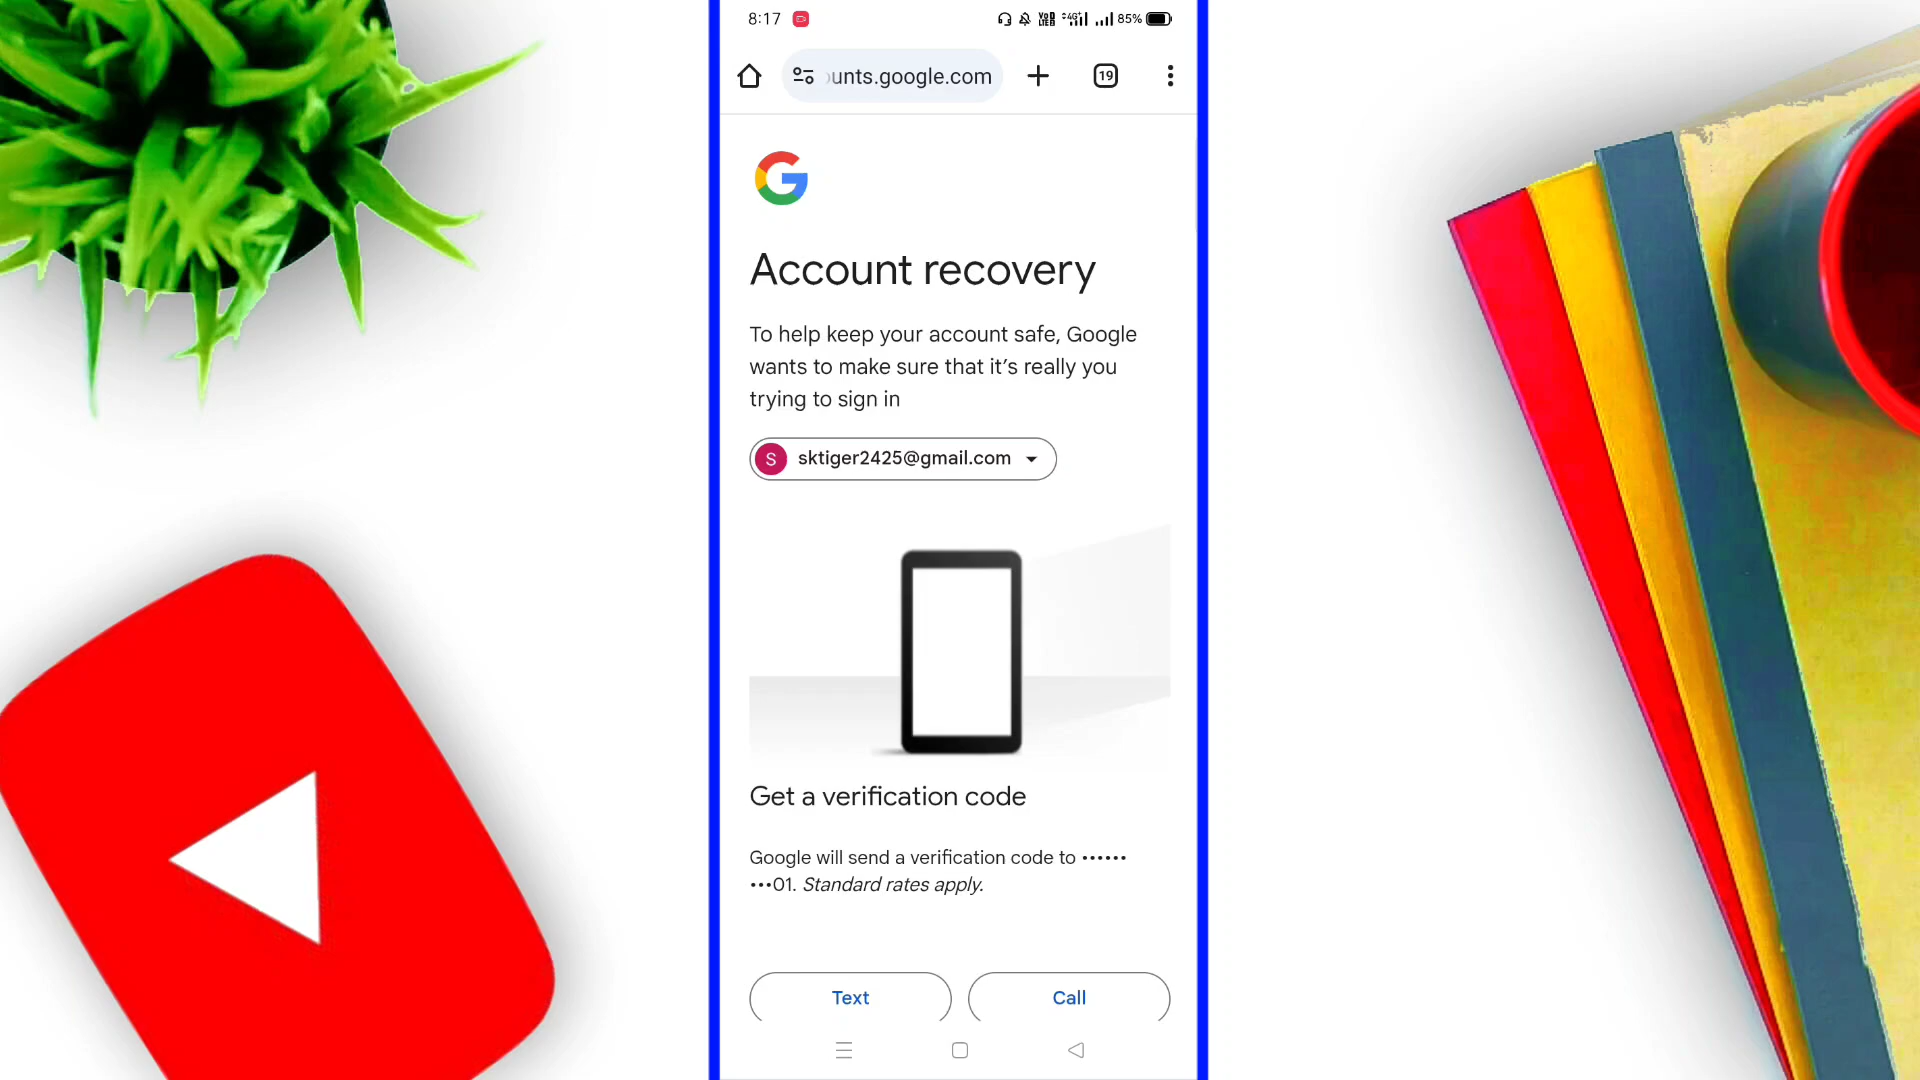 8:17 85%
unts.google.com 19
Account recovery
To help keep your account safe, Google
wants to make sure that it’s really you
trying to sign in
S sktiger2425@gmail.com
Get a verification code
Google will send a verification code to ••••••
•••01. Standard rates apply.
Text Call